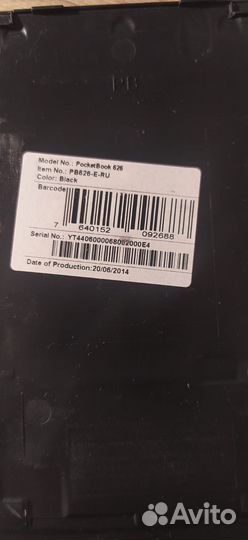 PB
Model No.: PocketBook 626
Item No.: PB626-E-RU
Color: Black
Barcode
7 640152 092688
Serial No.: YT4406000068002000E4
Date of Production:20/06/2014
Avito